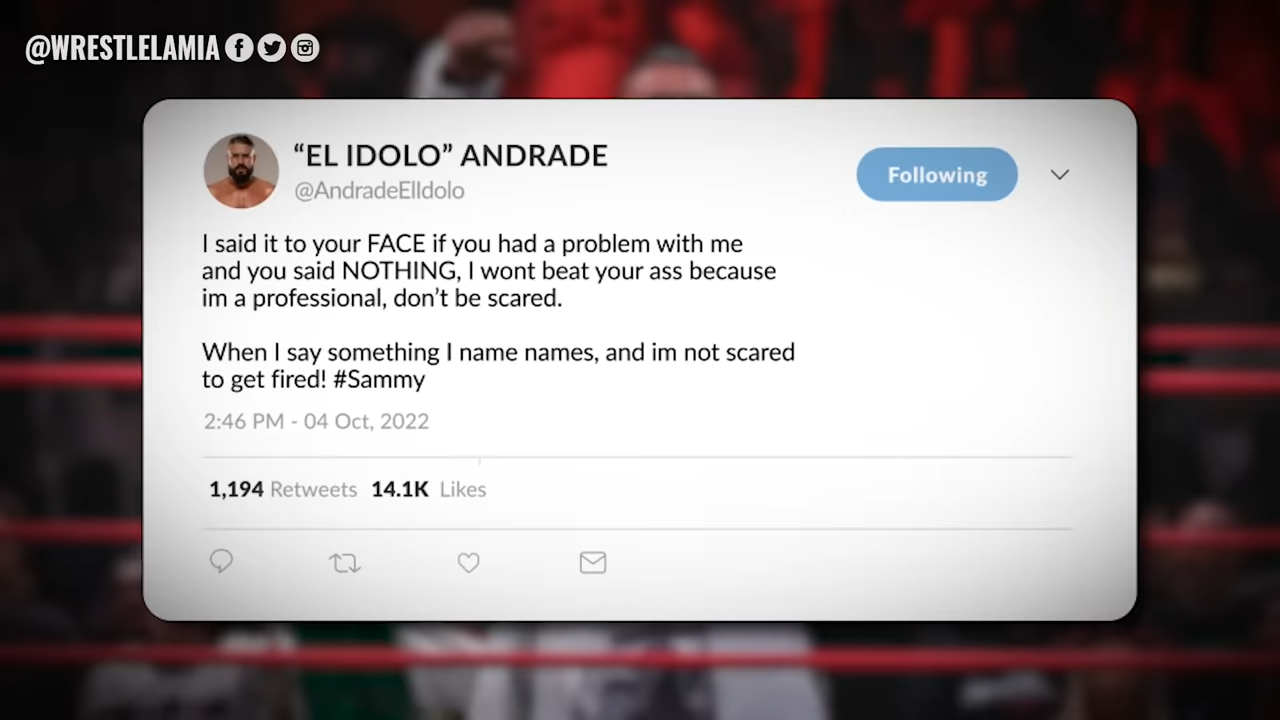 @WRESTLELAMIA
“EL IDOLO” ANDRADE
@AndradeElIdolo
Following
I said it to your FACE if you had a problem with me
and you said NOTHING, I wont beat your ass because
im a professional, don’t be scared.
When I say something I name names, and im not scared
to get fired! #Sammy
2:46 PM - 04 Oct, 2022
1,194 Retweets 14.1K Likes